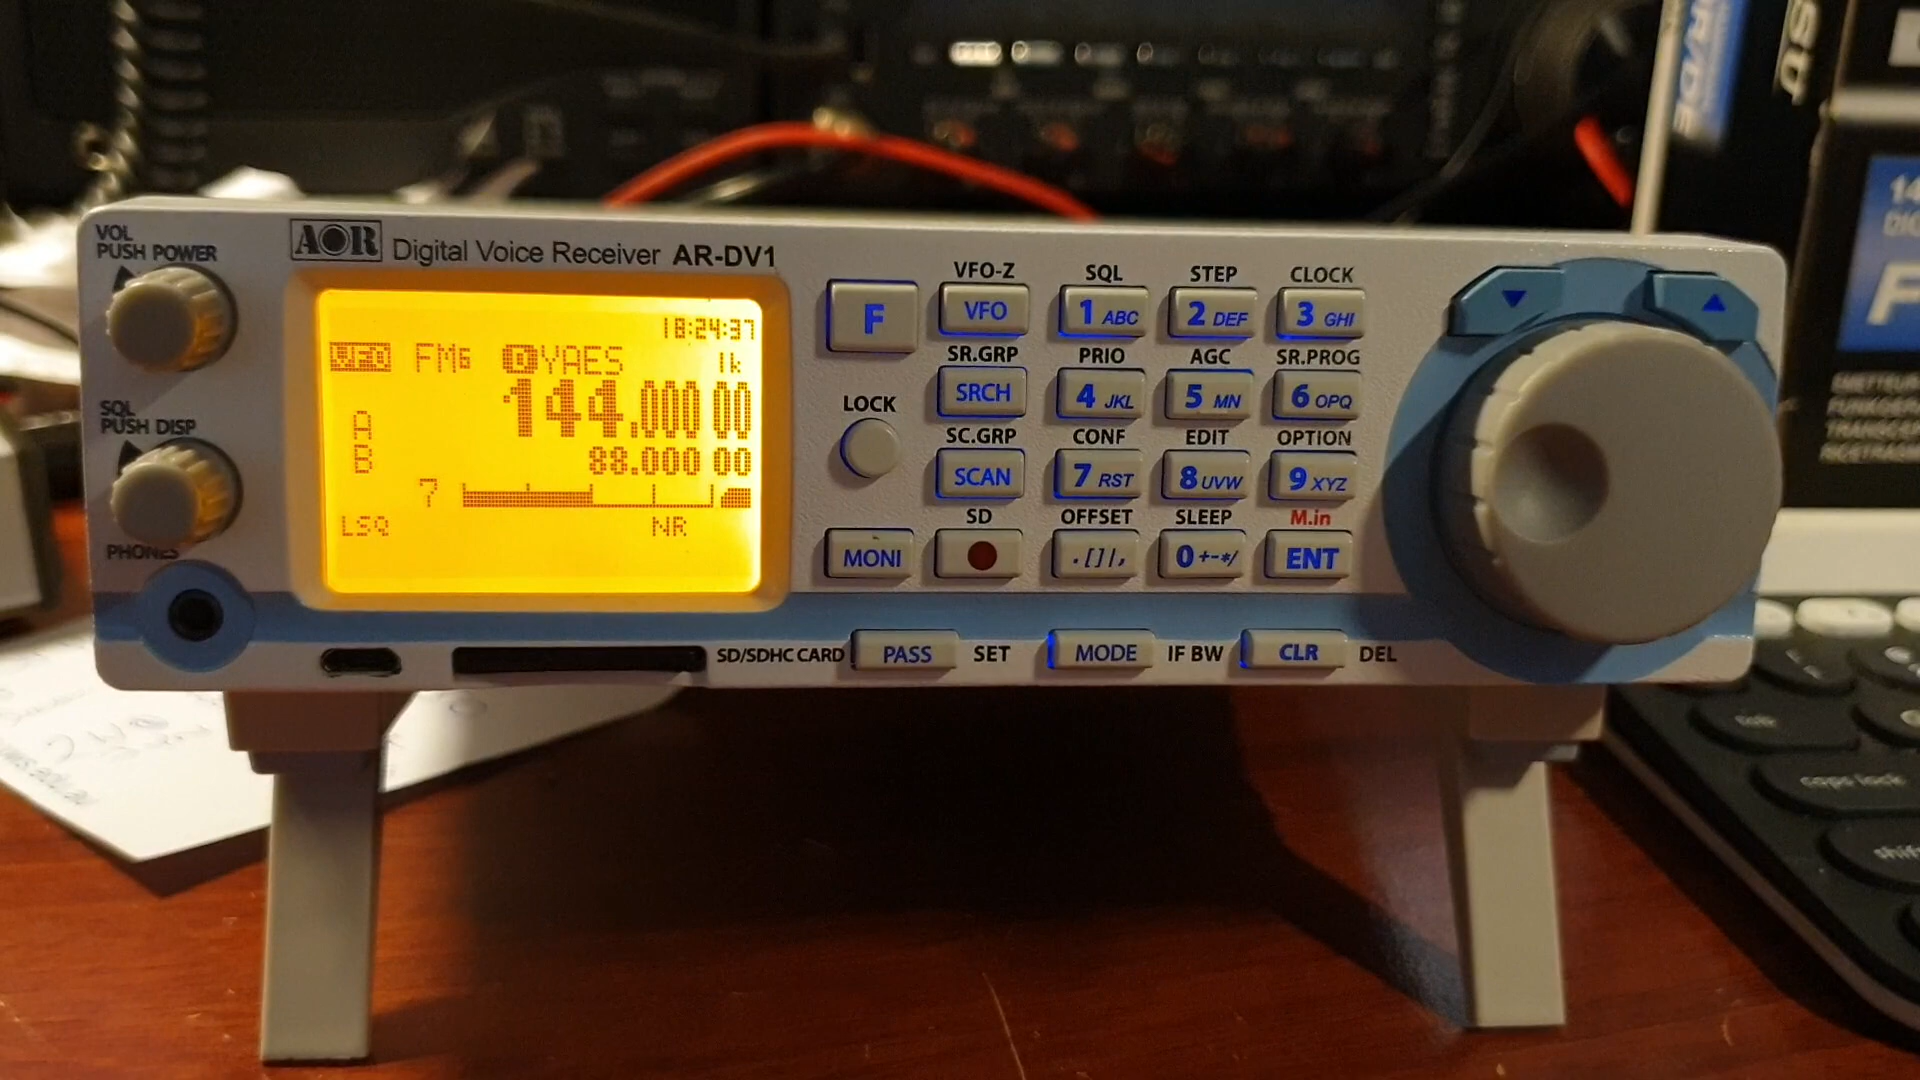 VOL
PUSH POWER
AOR Digital Voice Receiver AR-DV1
18:24:37
FM6 YAES 1k
A 144.000 00
B 88.000 00
7
LSQ NR
SQL
PUSH DISP
PHONES
F
LOCK
MONI
VFO-Z SQL STEP CLOCK
VFO 1 ABC 2 DEF 3 GHI
SR.GRP PRIO AGC SR.PROG
SRCH 4 JKL 5 MN 6 OPQ
SC.GRP CONF EDIT OPTION
SCAN 7 RST 8 UVW 9 XYZ
SD OFFSET SLEEP M.in
.[]|, 0 +-*/ ENT
SD/SDHC CARD PASS SET MODE IF BW CLR DEL
caps lock
shift